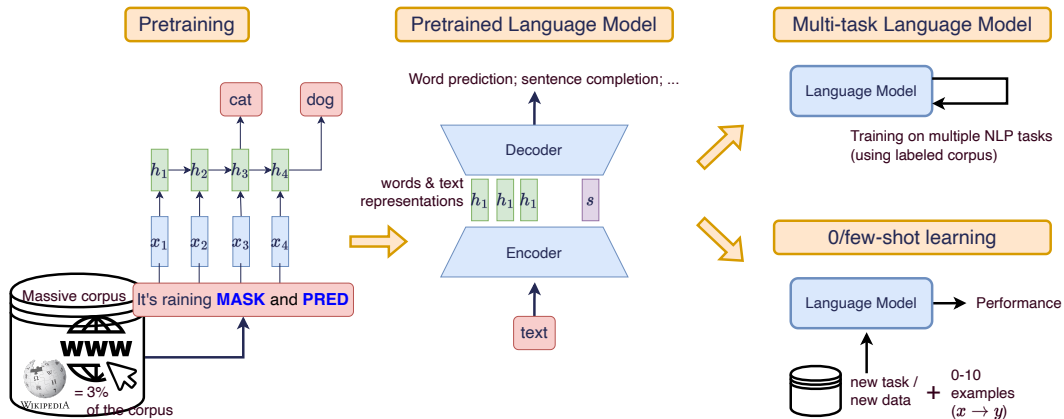 Pretraining
Pretrained Language Model
Multi-task Language Model
cat
dog
h₁
h₂
h₃
h₄
x₁
x₂
x₃
x₄
It's raining MASK and PRED
Massive corpus
WWW
WIKIPEDIA
= 3%
of the corpus
Word prediction; sentence completion; ...
Decoder
words & text
representations
h₁
h₁
h₁
s
Encoder
text
Language Model
Training on multiple NLP tasks
(using labeled corpus)
0/few-shot learning
Language Model
Performance
new task /
new data
+
0-10
examples
(x → y)